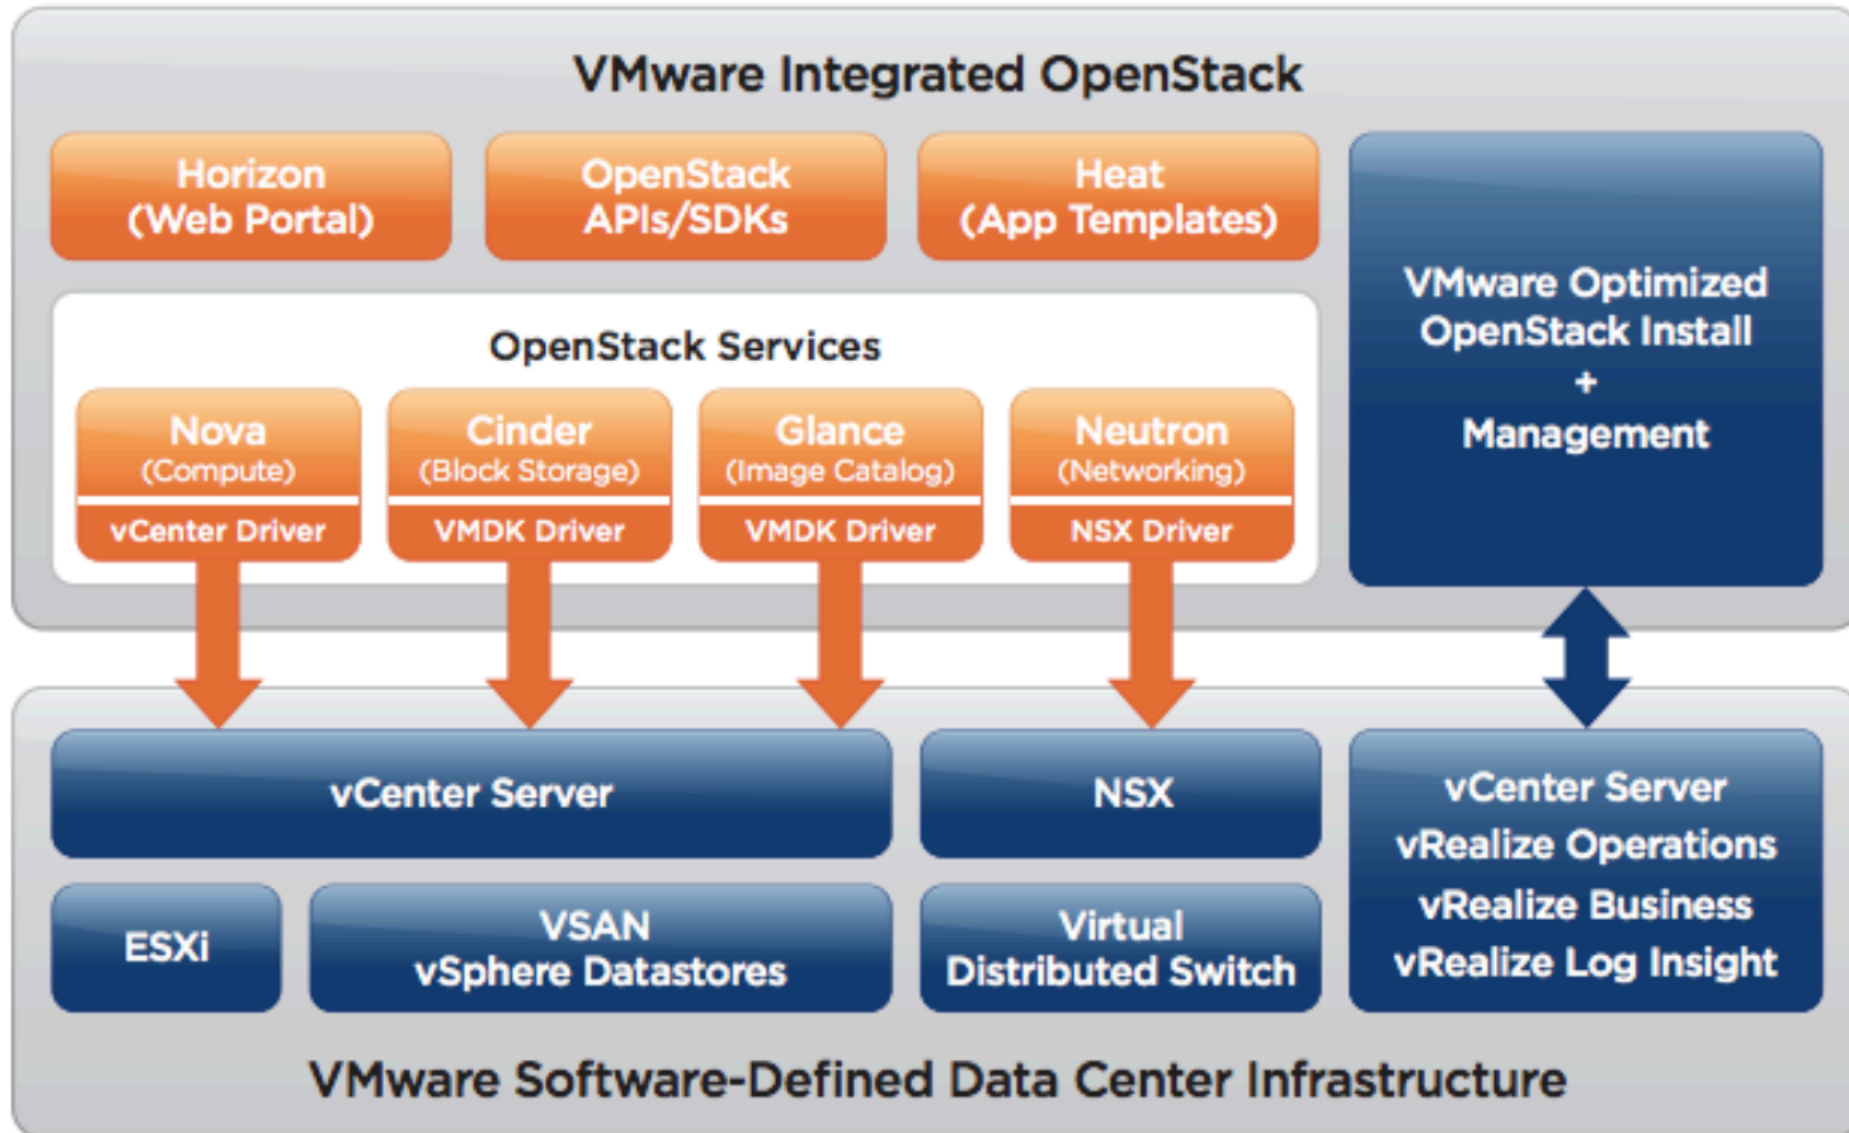 VMware Integrated OpenStack
Horizon
(Web Portal)
OpenStack
APIs/SDKs
Heat
(App Templates)
VMware Optimized
OpenStack Install
+
Management
OpenStack Services
Nova
(Compute)
vCenter Driver
Cinder
(Block Storage)
VMDK Driver
Glance
(Image Catalog)
VMDK Driver
Neutron
(Networking)
NSX Driver
vCenter Server
NSX
vCenter Server
vRealize Operations
vRealize Business
vRealize Log Insight
ESXi
VSAN
vSphere Datastores
Virtual
Distributed Switch
VMware Software-Defined Data Center Infrastructure